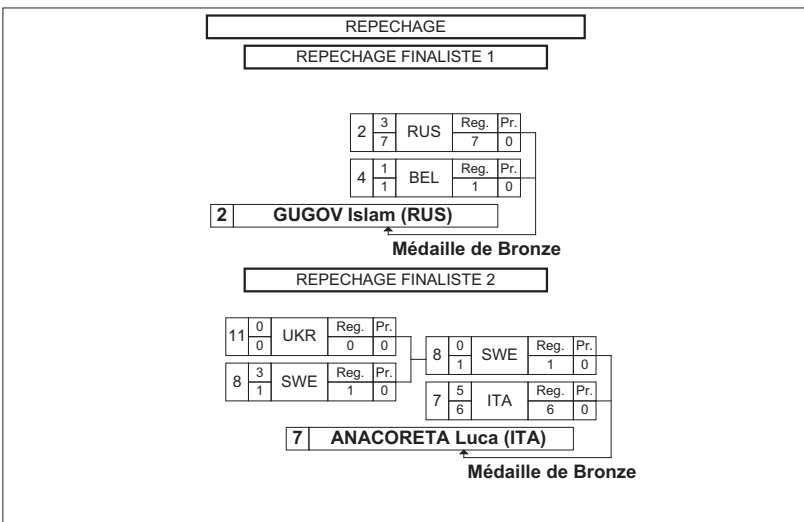 REPECHAGE
REPECHAGE FINALISTE 1
2 3 RUS Reg. Pr.
7 7 0
4 1 BEL Reg. Pr.
1 1 0
2 GUGOV Islam (RUS)
Médaille de Bronze
REPECHAGE FINALISTE 2
11 0 UKR Reg. Pr.
0 0 0
8 0 SWE Reg. Pr.
1 1 0
8 3 SWE Reg. Pr.
1 1 0
7 5 ITA Reg. Pr.
6 6 0
7 ANACORETA Luca (ITA)
Médaille de Bronze